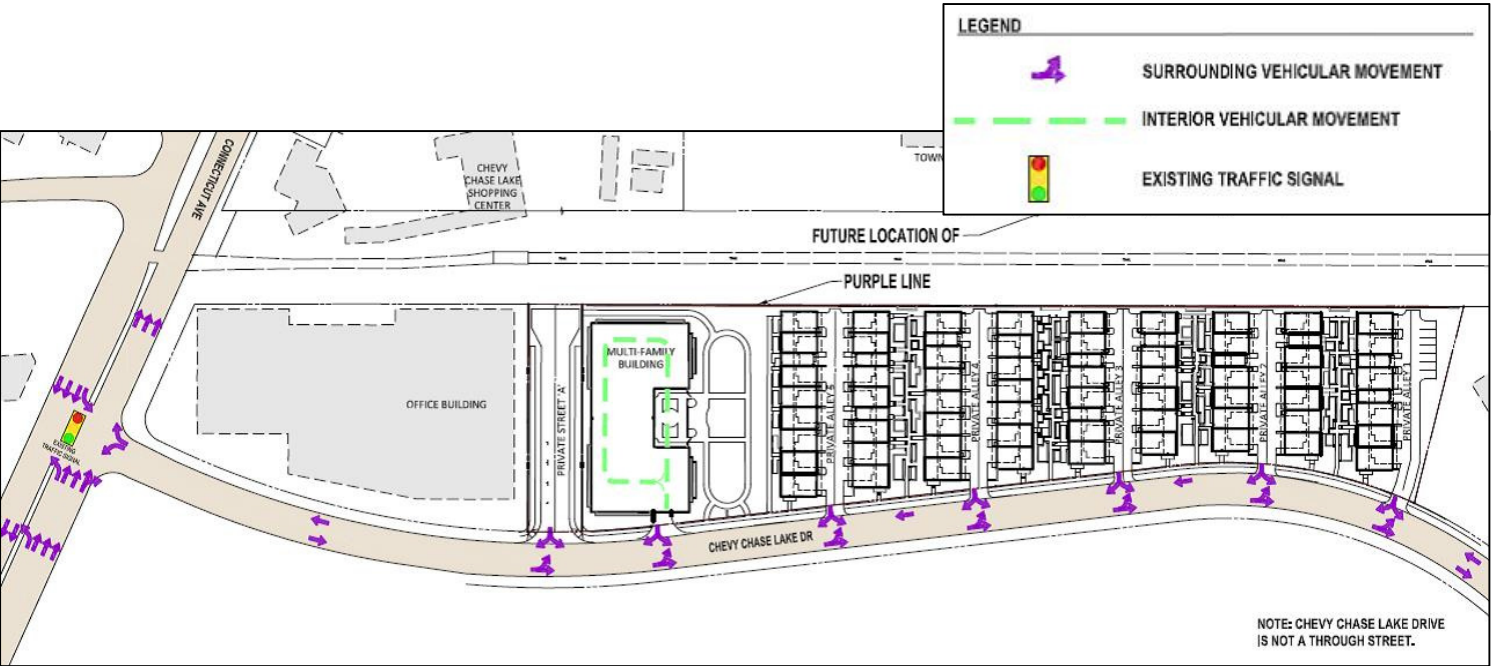 LEGEND
SURROUNDING VEHICULAR MOVEMENT
INTERIOR VEHICULAR MOVEMENT
EXISTING TRAFFIC SIGNAL
CONNECTICUT AVE
CHEVY
CHASE LAKE
SHOPPING
CENTER
TOWN
FUTURE LOCATION OF
PURPLE LINE
MULTI-FAMILY
BUILDING
OFFICE BUILDING
PRIVATE STREET 'A'
PRIVATE ALLEY 5
PRIVATE ALLEY 4
PRIVATE ALLEY 3
PRIVATE ALLEY 2
PRIVATE ALLEY 1
EXISTING
TRAFFIC SIGNAL
CHEVY CHASE LAKE DR
NOTE: CHEVY CHASE LAKE DRIVE
IS NOT A THROUGH STREET.